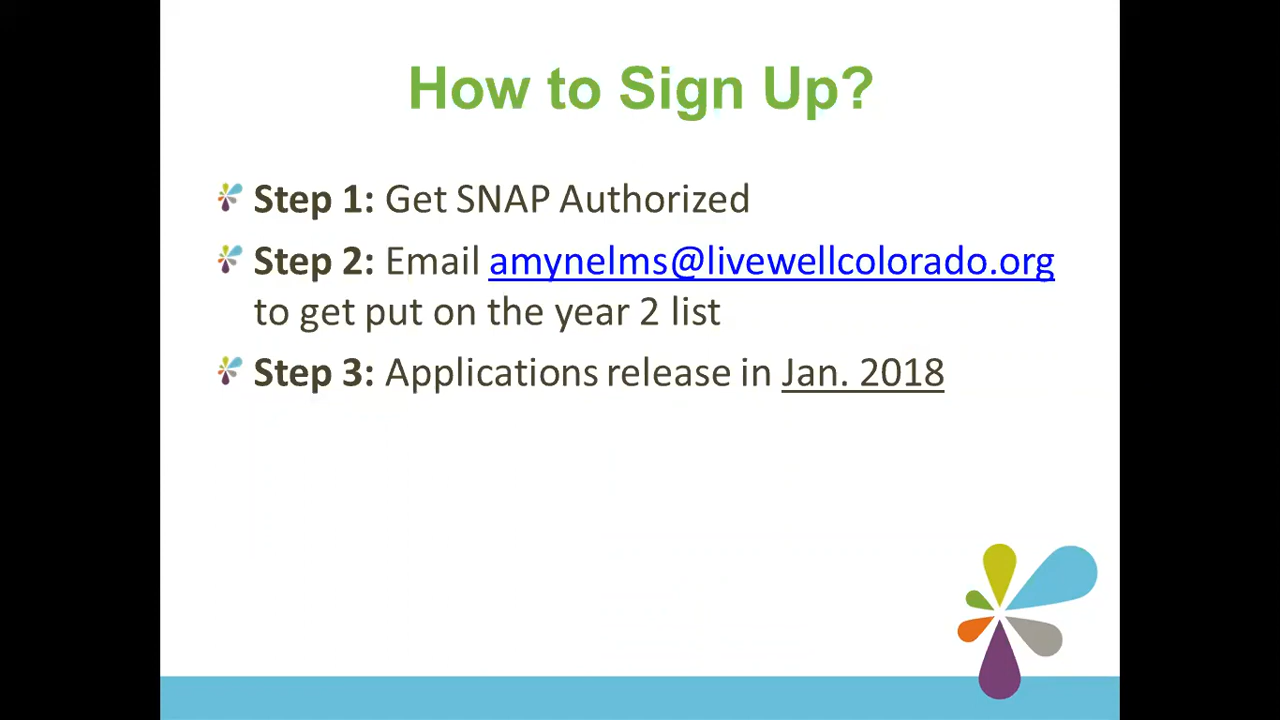 How to Sign Up?
Step 1: Get SNAP Authorized
Step 2: Email amynelms@livewellcolorado.org
to get put on the year 2 list
Step 3: Applications release in Jan. 2018